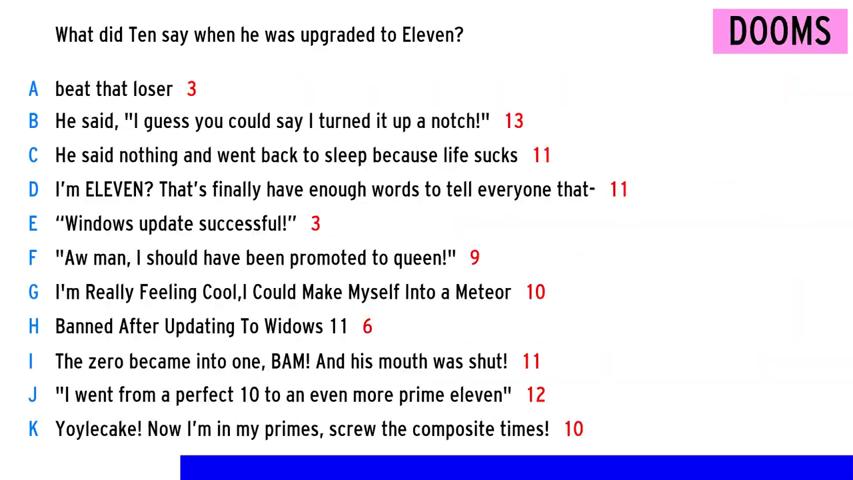 What did Ten say when he was upgraded to Eleven?
DOOMS
A beat that loser 3
B He said, "I guess you could say I turned it up a notch!" 13
C He said nothing and went back to sleep because life sucks 11
D I'm ELEVEN? That's finally have enough words to tell everyone that- 11
E “Windows update successful!” 3
F "Aw man, I should have been promoted to queen!" 9
G I'm Really Feeling Cool,I Could Make Myself Into a Meteor 10
H Banned After Updating To Widows 11 6
I The zero became into one, BAM! And his mouth was shut! 11
J "I went from a perfect 10 to an even more prime eleven" 12
K Yoylecake! Now I'm in my primes, screw the composite times! 10